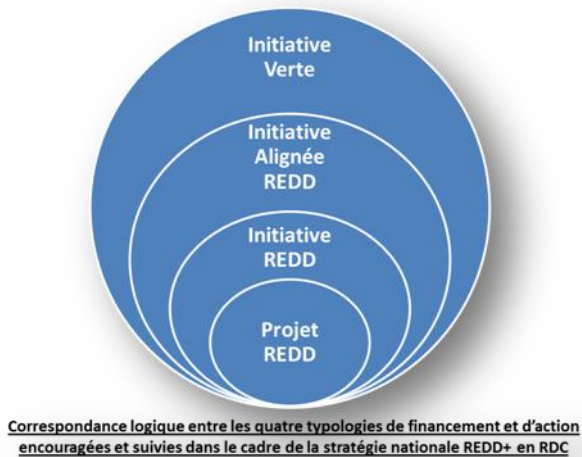 Initiative
Verte
Initiative
Alignée
REDD
Initiative
REDD
Projet
REDD
Correspondance logique entre les quatre typologies de financement et d'action
encouragées et suivies dans le cadre de la stratégie nationale REDD+ en RDC